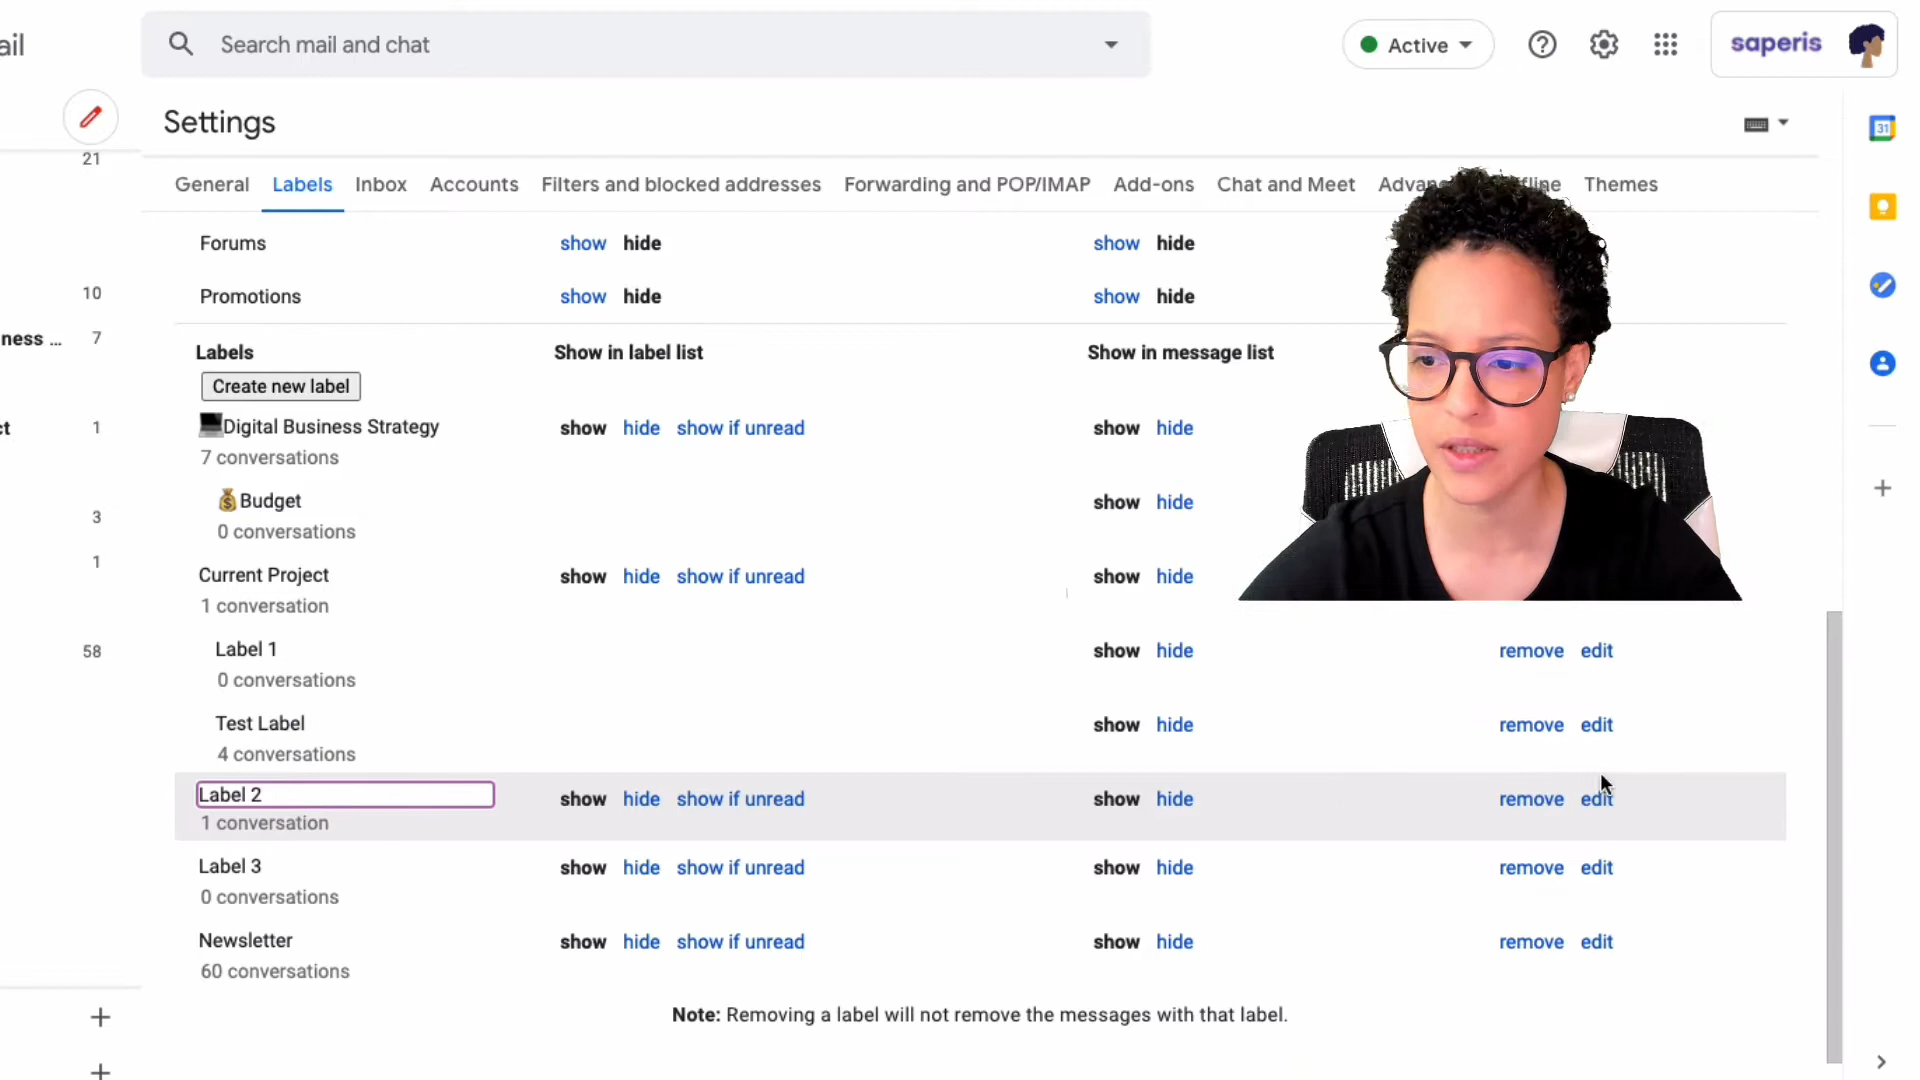 ail
Search mail and chat
Active
saperis
Settings
21
General Labels Inbox Accounts Filters and blocked addresses Forwarding and POP/IMAP Add-ons Chat and Meet Themes
31
Forums show hide show hide
10
Promotions show hide show hide
ness ... 7
Labels Show in label list Show in message list
Create new label
ct 1
Digital Business Strategy show hide show if unread show hide
7 conversations
Budget show hide
0 conversations
3
1
Current Project show hide show if unread show hide
1 conversation
58
Label 1 show hide remove edit
0 conversations
Test Label show hide remove edit
4 conversations
Label 2 show hide show if unread show hide remove edit
1 conversation
Label 3 show hide show if unread show hide remove edit
0 conversations
Newsletter show hide show if unread show hide remove edit
60 conversations
Note: Removing a label will not remove the messages with that label.